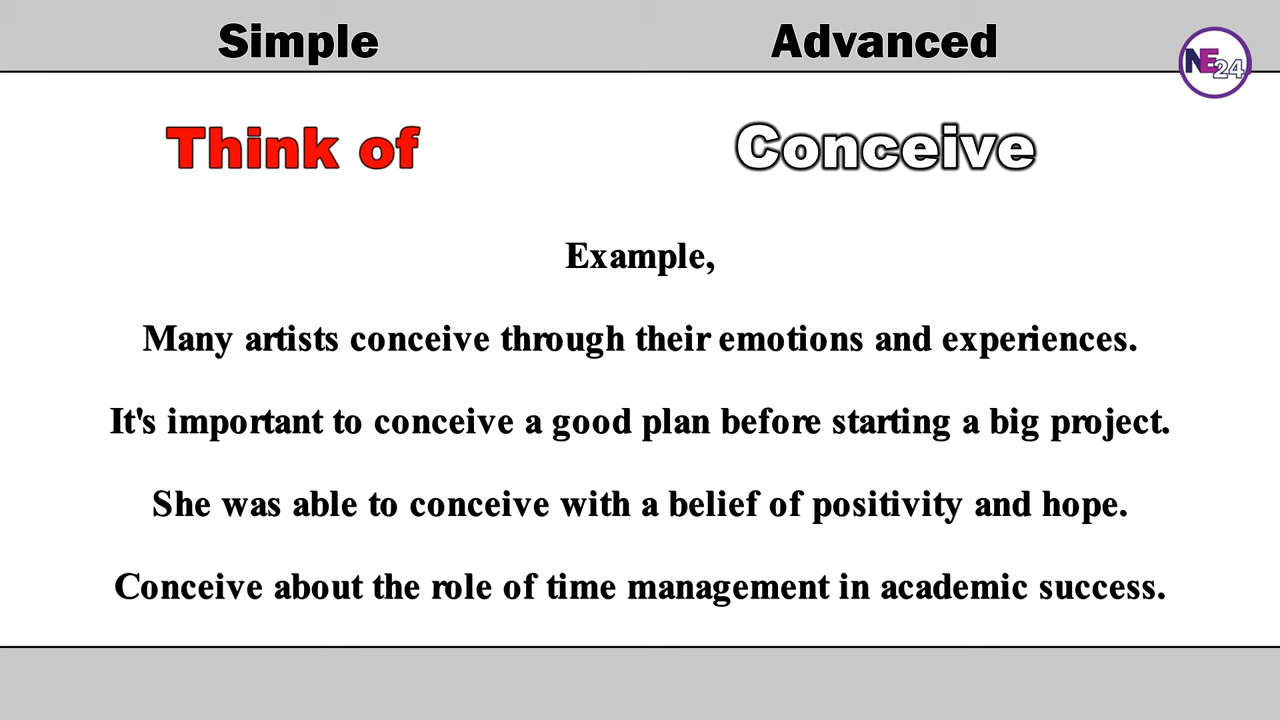 Simple Advanced
NE24
Think of Conceive
Example,
Many artists conceive through their emotions and experiences.
It's important to conceive a good plan before starting a big project.
She was able to conceive with a belief of positivity and hope.
Conceive about the role of time management in academic success.